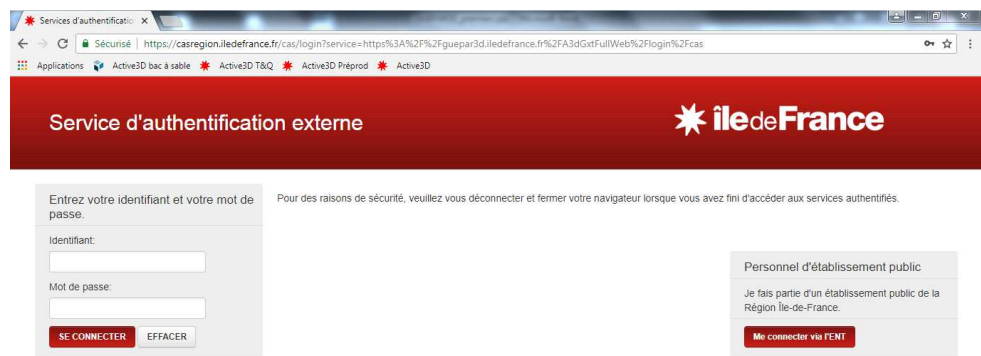 Services d'authentificatio
Sécurisé | https://casregion.iledefrance.fr/cas/login?service=https%3A%2F%2Fguepar3d.iledefrance.fr%2FA3dGxtFullWeb%2Flogin%2Fcas
Applications Active3D bac à sable Active3D T&Q Active3D Préprod Active3D
Service d'authentification externe
île de France
Entrez votre identifiant et votre mot de
passe.
Pour des raisons de sécurité, veuillez vous déconnecter et fermer votre navigateur lorsque vous avez fini d'accéder aux services authentifiés.
Identifiant:
Mot de passe:
SE CONNECTER EFFACER
Personnel d'établissement public
Je fais partie d'un établissement public de la
Région Île-de-France.
Me connecter via l'ENT